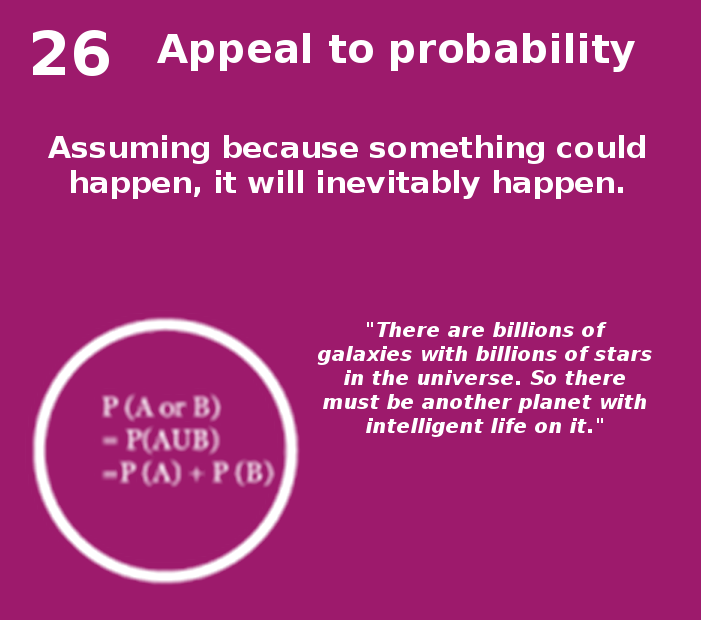 26 Appeal to probability
Assuming because something could
happen, it will inevitably happen.
"There are billions of
galaxies with billions of stars
in the universe. So there
must be another planet with
intelligent life on it."
P (A or B)
= P(AUB)
=P (A) + P (B)